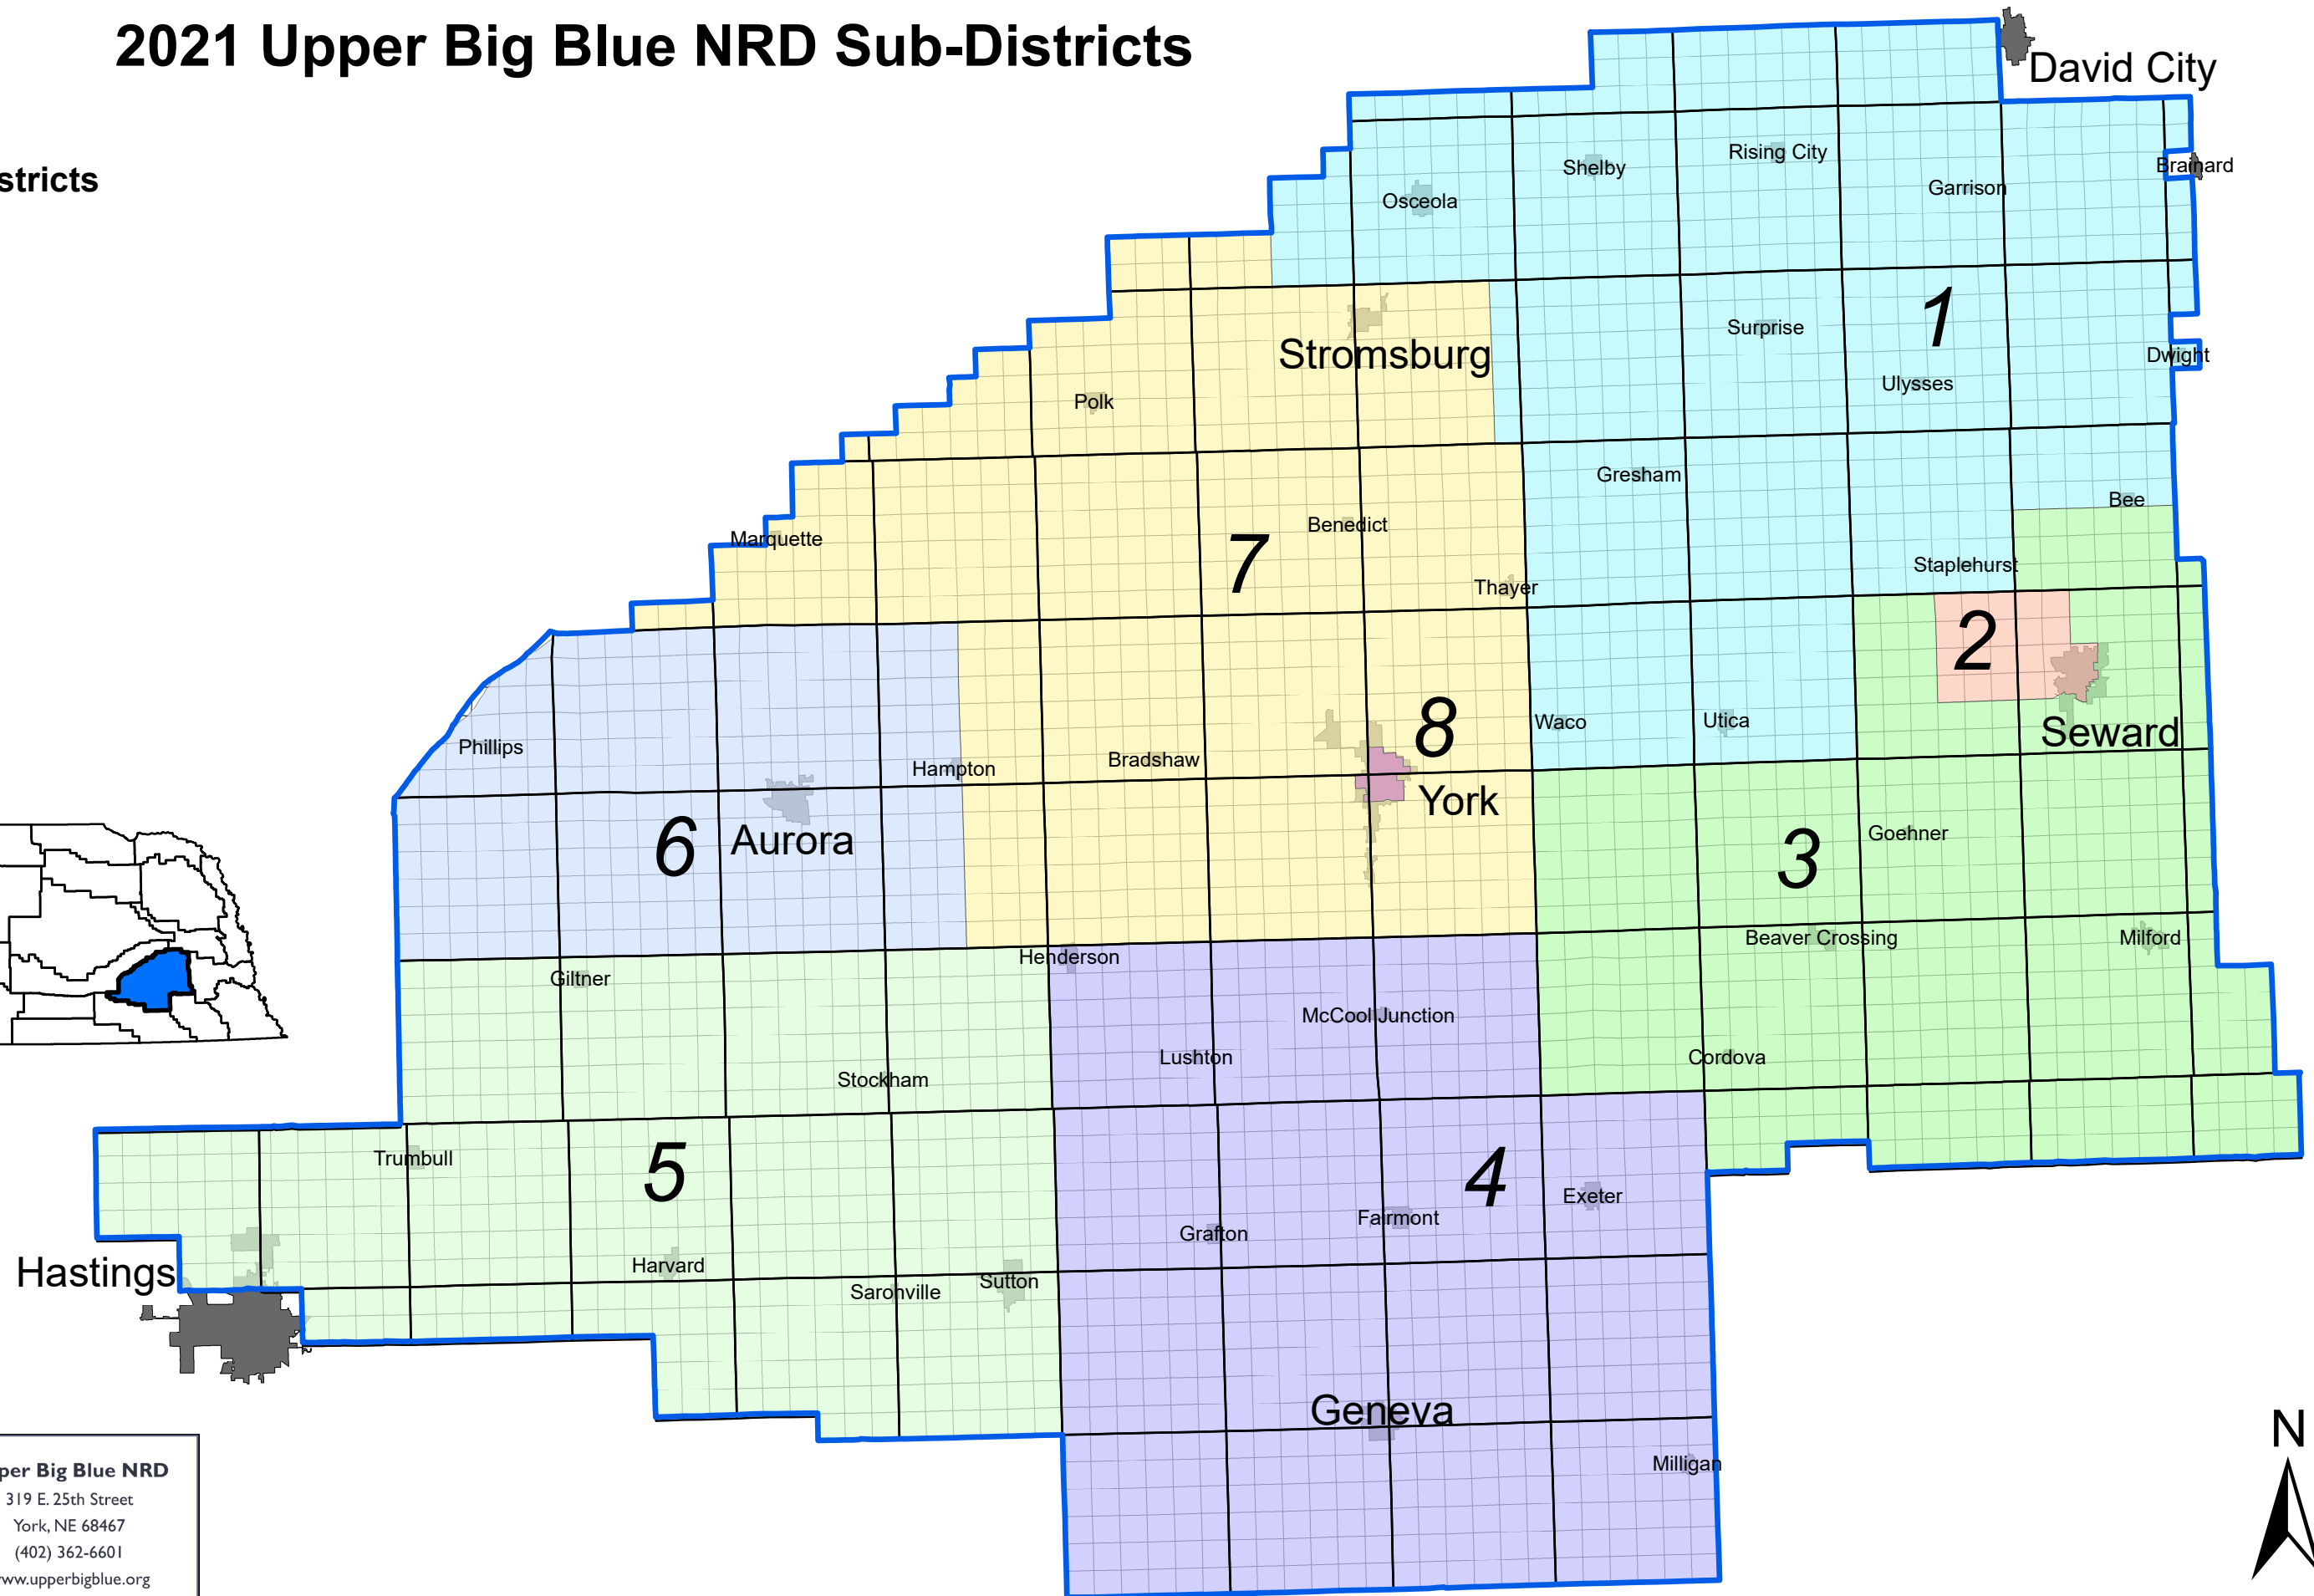 2021 Upper Big Blue NRD Sub-Districts
David City
stricts
Rising City
Shelby
Brainard
Garrison
Osceola
1
Surprise
Stromsburg
Dwight
Ulysses
Polk
Gresham
Bee
Benedict
Marquette
7
Staplehurst
Thayer
2
Waco
Utica
8
Seward
Phillips
Bradshaw
Hampton
York
Goehner
6
Aurora
3
Beaver Crossing
Milford
Henderson
Giltner
McCool Junction
Lushton
Cordova
Stockham
Trumbull
5
4
Exeter
Fairmont
Grafton
Harvard
Hastings
Sutton
Saronville
Geneva
N
Milligan
per Big Blue NRD
319 E. 25th Street
York, NE 68467
(402) 362-6601
www.upperbigblue.org